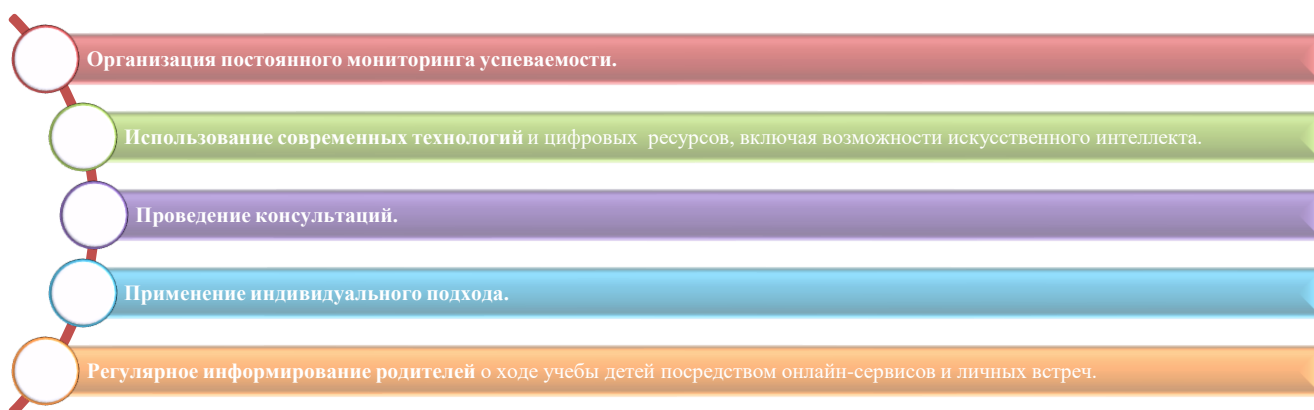 Организация постоянного мониторинга успеваемости.
Использование современных технологий и цифровых  ресурсов, включая возможности искусственного интеллекта.
Проведение консультаций.
Применение индивидуального подхода.
Регулярное информирование родителей о ходе учебы детей посредством онлайн-сервисов и личных встреч.